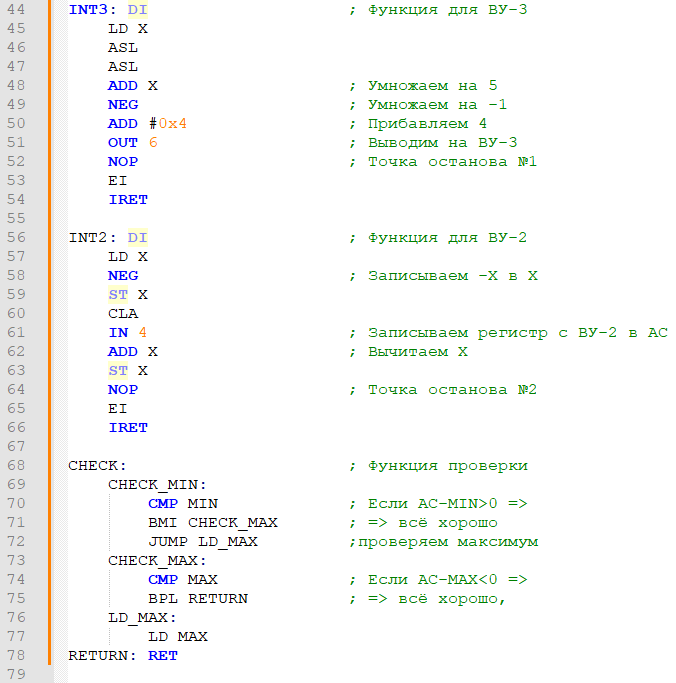 44 INT3: DI ; Функция для ВУ-3
45 LD X
46 ASL
47 ASL
48 ADD X ; Умножаем на 5
49 NEG ; Умножаем на -1
50 ADD #0x4 ; Прибавляем 4
51 OUT 6 ; Выводим на ВУ-3
52 NOP ; Точка останова №1
53 EI
54 IRET
55
56 INT2: DI ; Функция для ВУ-2
57 LD X
58 NEG ; Записываем -X в X
59 ST X
60 CLA
61 IN 4 ; Записываем регистр с ВУ-2 в АС
62 ADD X ; Вычитаем X
63 ST X
64 NOP ; Точка останова №2
65 EI
66 IRET
67
68 CHECK: ; Функция проверки
69 CHECK_MIN:
70 CMP MIN ; Если АС-MIN>0 =>
71 BMI CHECK_MAX ; => всё хорошо
72 JUMP LD_MAX ;проверяем максимум
73 CHECK_MAX:
74 CMP MAX ; Если АС-MAX<0 =>
75 BPL RETURN ; => всё хорошо,
76 LD_MAX:
77 LD MAX
78 RETURN: RET
79